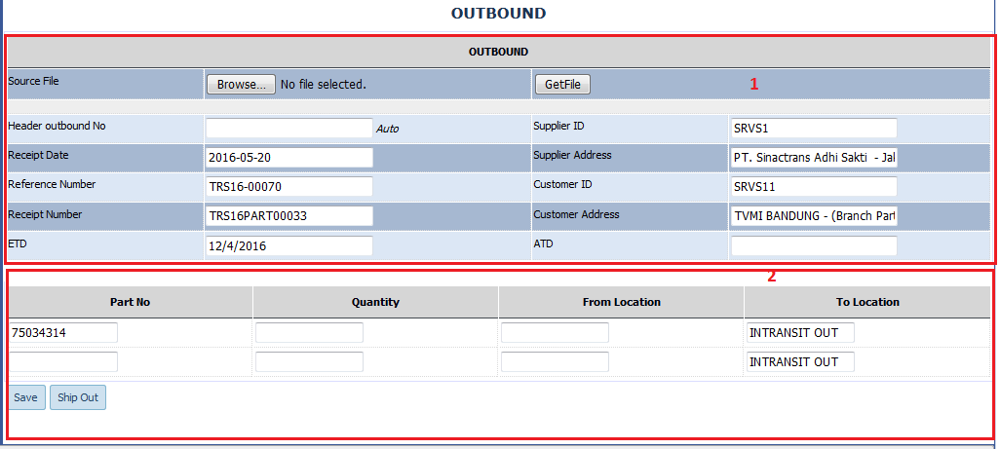 OUTBOUND
OUTBOUND
Source File Browse... No file selected. GetFile 1
Header outbound No Auto Supplier ID SRVS1
Receipt Date 2016-05-20 Supplier Address PT. Sinactrans Adhi Sakti - Jal
Reference Number TRS16-00070 Customer ID SRVS11
Receipt Number TRS16PART00033 Customer Address TVMI BANDUNG - (Branch Part
ETD 12/4/2016 ATD
2
Part No Quantity From Location To Location
75034314 INTRANSIT OUT
INTRANSIT OUT
Save Ship Out